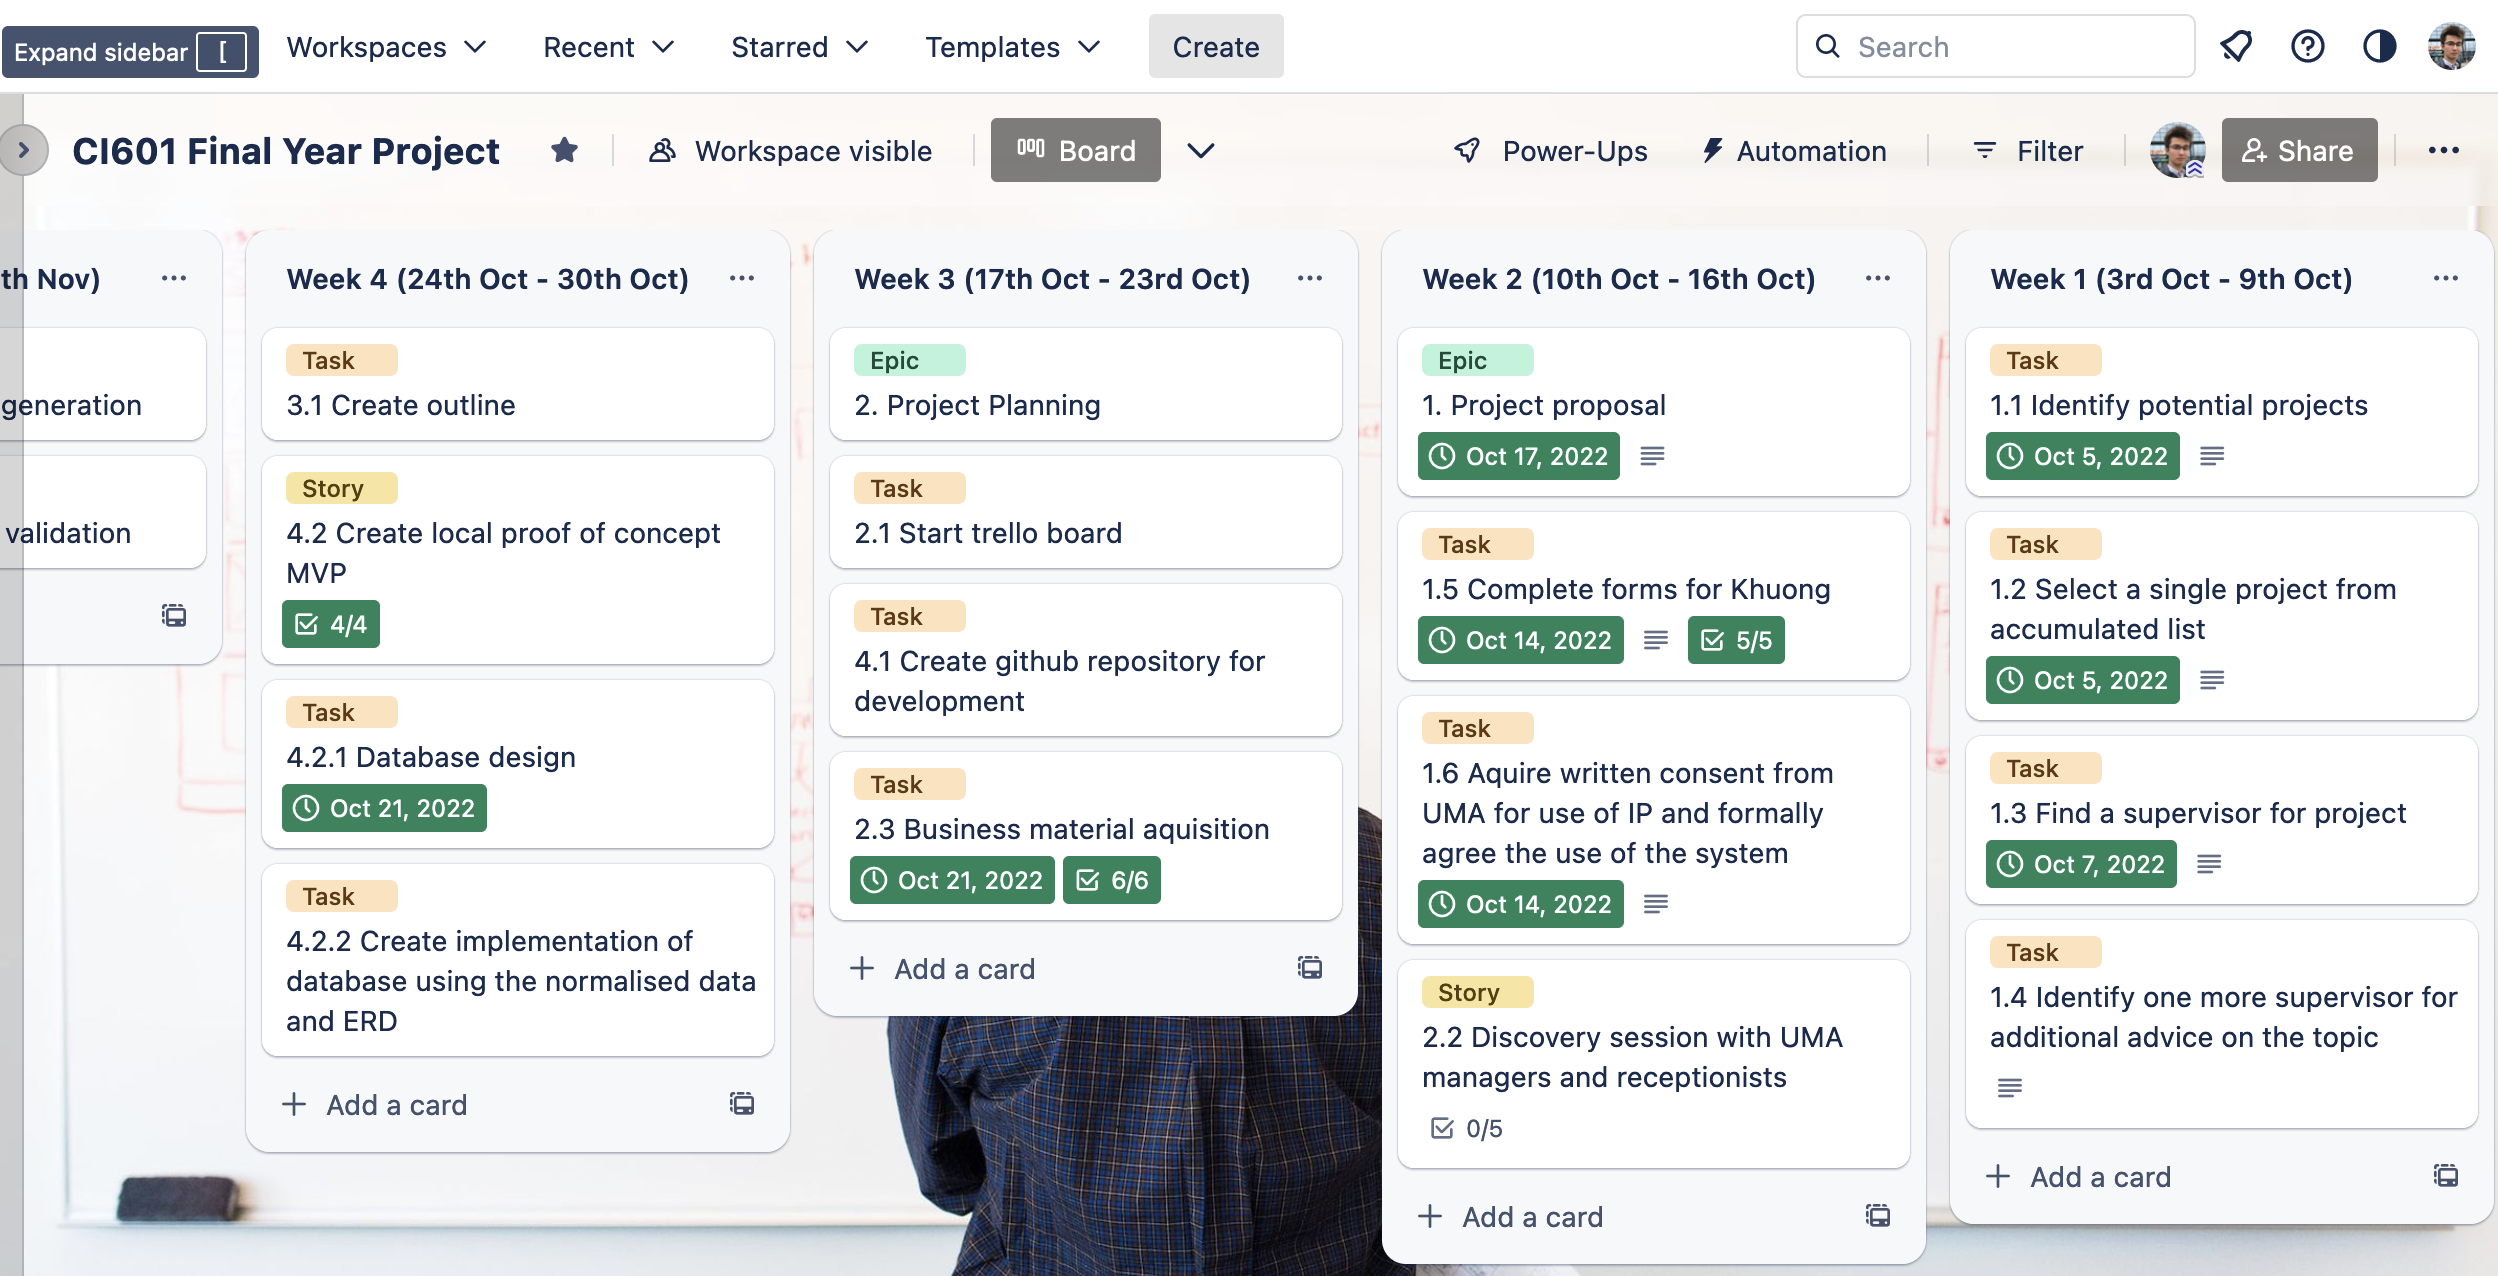 Expand sidebar [
Workspaces
Recent
Starred
Templates
Create
Search
CI601 Final Year Project
Workspace visible
Board
Power-Ups
Automation
Filter
Share
th Nov)
generation
validation
Week 4 (24th Oct - 30th Oct)
Task
3.1 Create outline
Story
4.2 Create local proof of concept
MVP
4/4
Task
4.2.1 Database design
Oct 21, 2022
Task
4.2.2 Create implementation of
database using the normalised data
and ERD
Add a card
Week 3 (17th Oct - 23rd Oct)
Epic
2. Project Planning
Task
2.1 Start trello board
Task
4.1 Create github repository for
development
Task
2.3 Business material aquisition
Oct 21, 2022 6/6
Add a card
Week 2 (10th Oct - 16th Oct)
Epic
1. Project proposal
Oct 17, 2022
Task
1.5 Complete forms for Khuong
Oct 14, 2022 5/5
Task
1.6 Aquire written consent from
UMA for use of IP and formally
agree the use of the system
Oct 14, 2022
Story
2.2 Discovery session with UMA
managers and receptionists
0/5
Add a card
Week 1 (3rd Oct - 9th Oct)
Task
1.1 Identify potential projects
Oct 5, 2022
Task
1.2 Select a single project from
accumulated list
Oct 5, 2022
Task
1.3 Find a supervisor for project
Oct 7, 2022
Task
1.4 Identify one more supervisor for
additional advice on the topic
Add a card